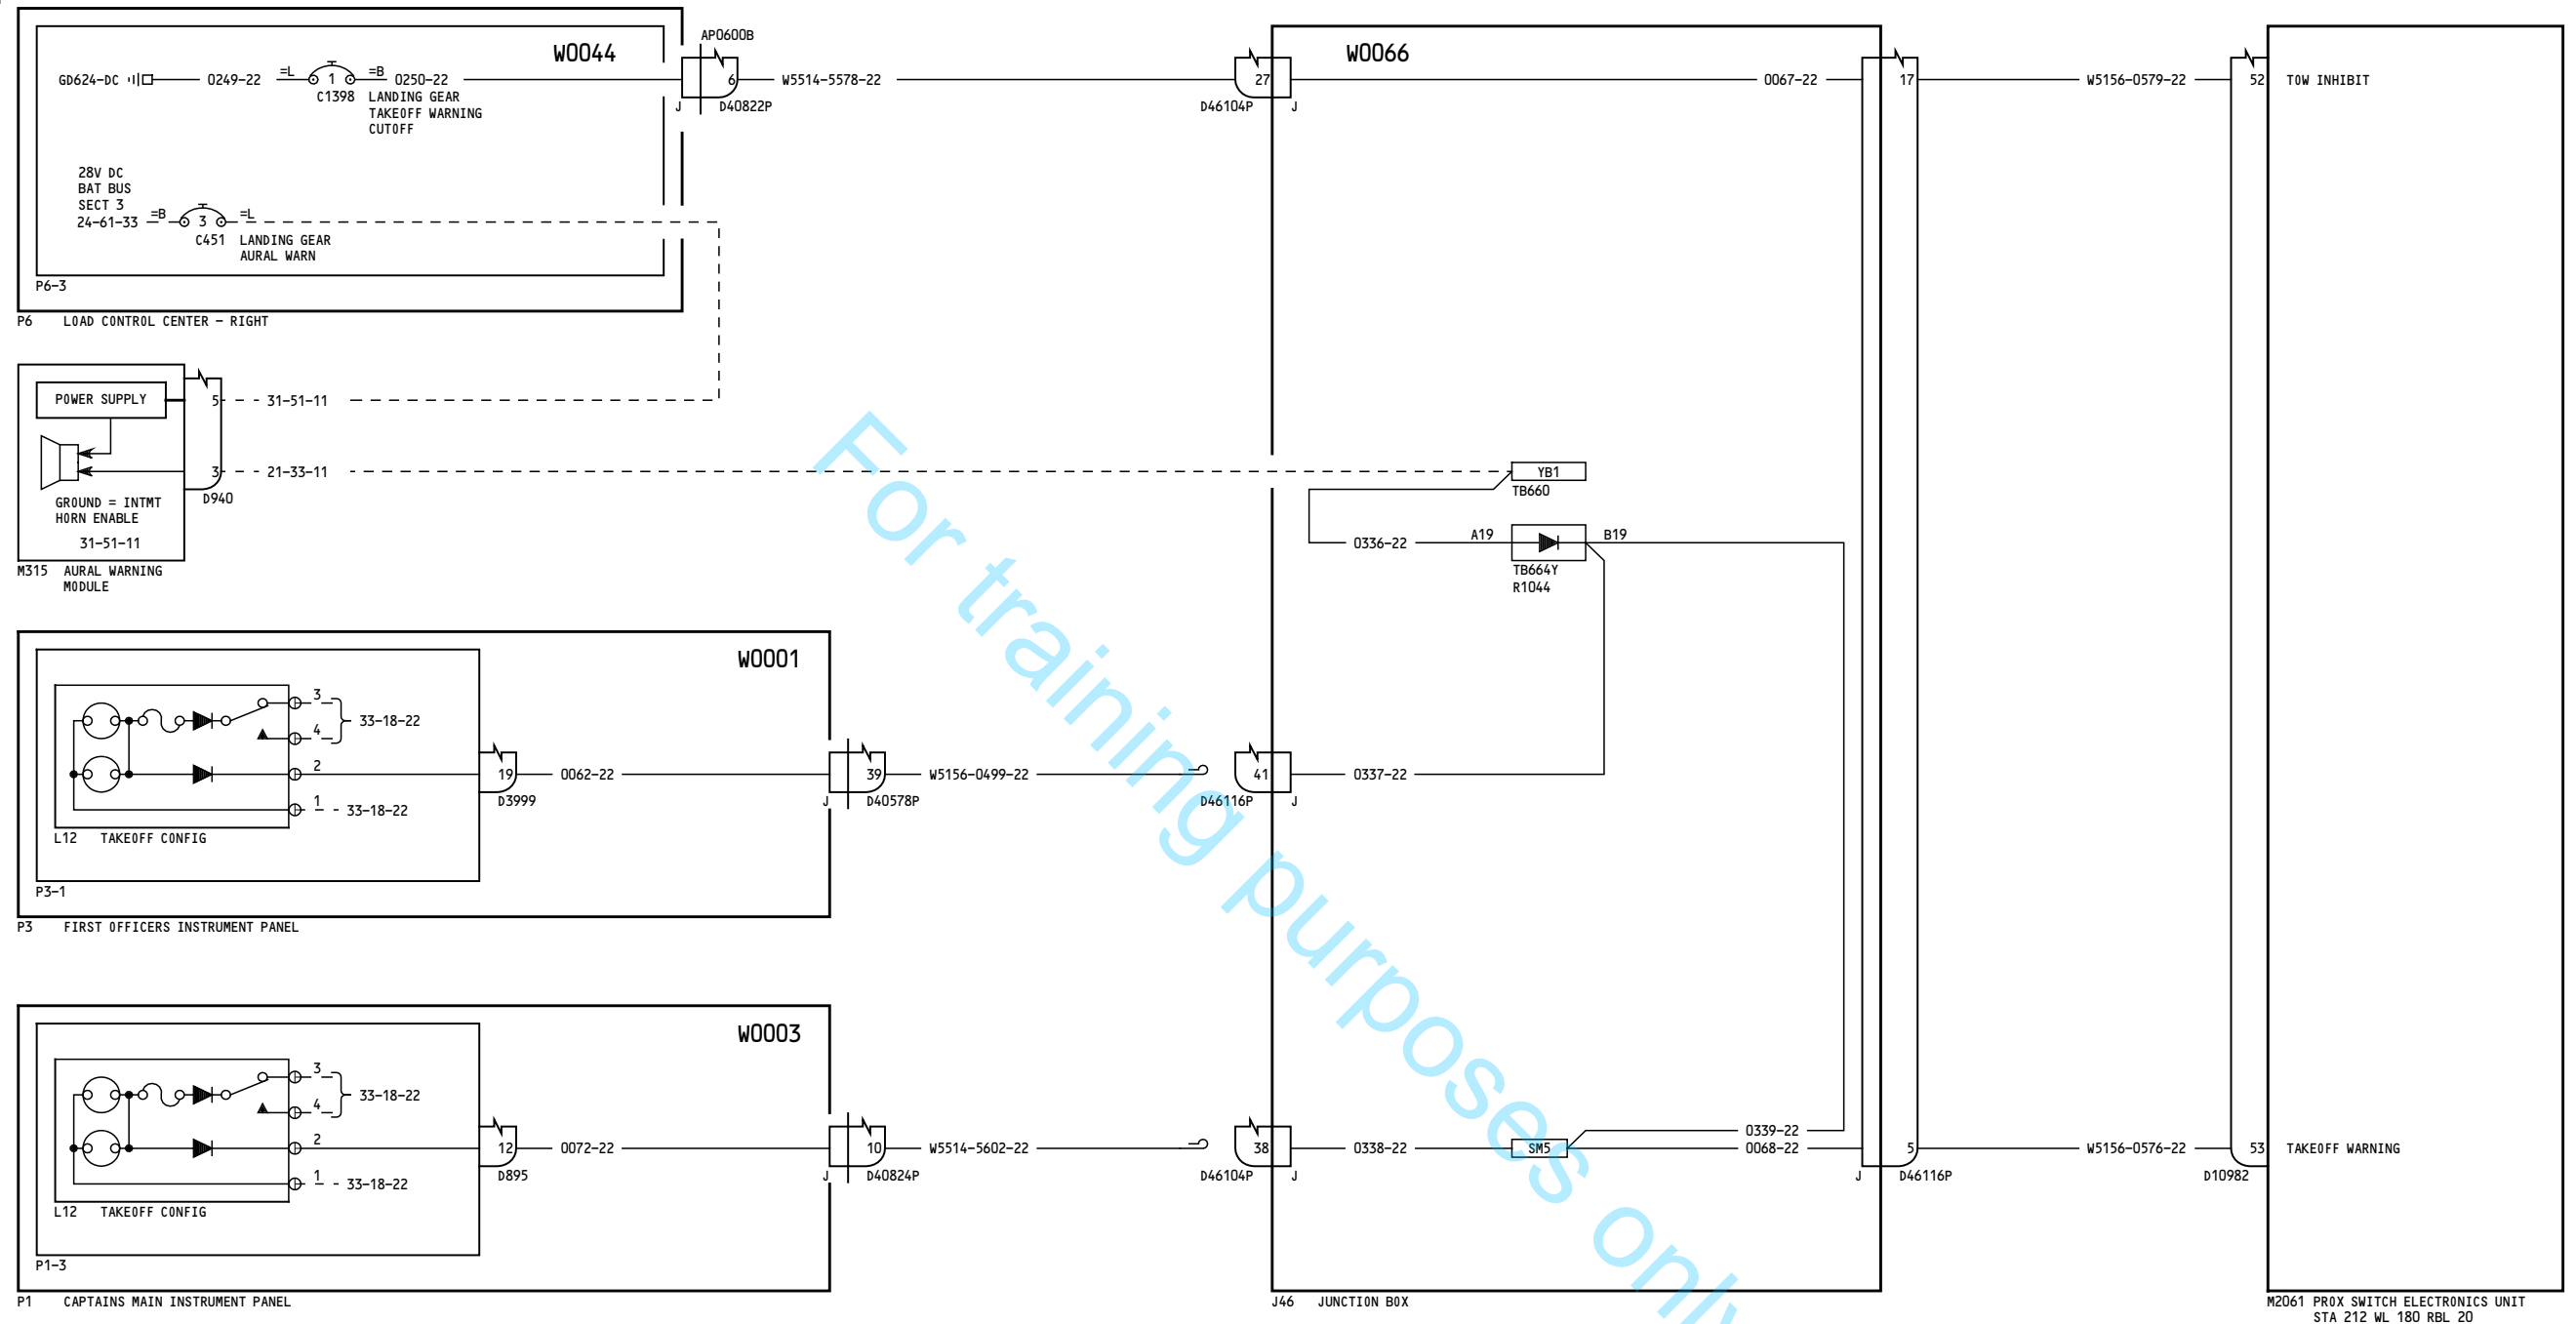 W0044
AP0600B
W0066
GD624-DC
0249-22
=L
1
=B
0250-22
6
W5514-5578-22
27
0067-22
17
W5156-0579-22
52
TOW INHIBIT
C1398
LANDING GEAR
TAKEOFF WARNING
CUTOFF
J
D40822P
D46104P
J
28V DC
BAT BUS
SECT 3
24-61-33
=B
3
=L
C451
LANDING GEAR
AURAL WARN
P6-3
P6 LOAD CONTROL CENTER - RIGHT
POWER SUPPLY
5
31-51-11
3
21-33-11
D940
GROUND = INTMT
HORN ENABLE
31-51-11
M315 AURAL WARNING
MODULE
YB1
TB660
0336-22
A19
B19
TB664Y
R1044
W0001
3
4
33-18-22
2
19
0062-22
39
W5156-0499-22
41
0337-22
1
33-18-22
D3999
J
D40578P
D46116P
J
L12 TAKEOFF CONFIG
P3-1
P3 FIRST OFFICERS INSTRUMENT PANEL
W0003
3
4
33-18-22
2
12
0072-22
10
W5514-5602-22
38
0338-22
SM5
0339-22
0068-22
5
W5156-0576-22
53
TAKEOFF WARNING
1
33-18-22
D895
J
D40824P
D46104P
J
J
D46116P
D10982
L12 TAKEOFF CONFIG
P1-3
P1 CAPTAINS MAIN INSTRUMENT PANEL
J46 JUNCTION BOX
M2061 PROX SWITCH ELECTRONICS UNIT
STA 212 WL 180 RBL 20
For training purposes only